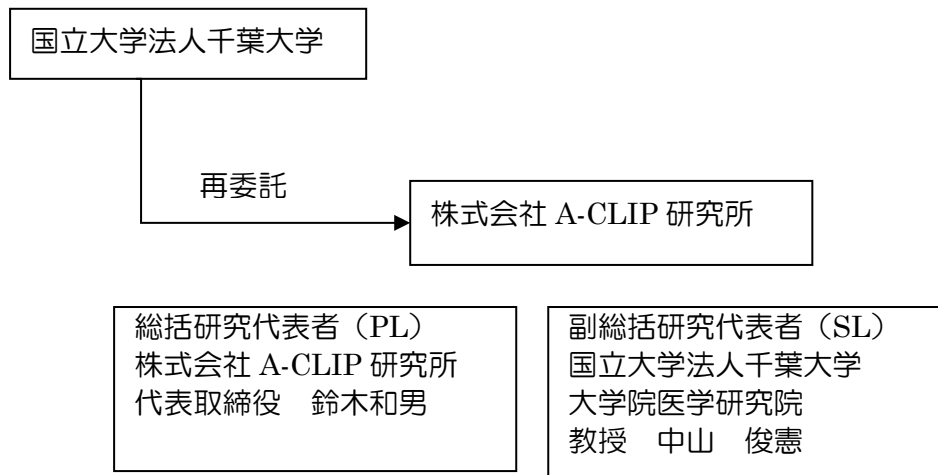 国立大学法人千葉大学
再委託
株式会社 A-CLIP 研究所
総括研究代表者（PL）
株式会社 A-CLIP 研究所
代表取締役　鈴木和男
副総括研究代表者（SL）
国立大学法人千葉大学
大学院医学研究院
教授　中山　俊憲